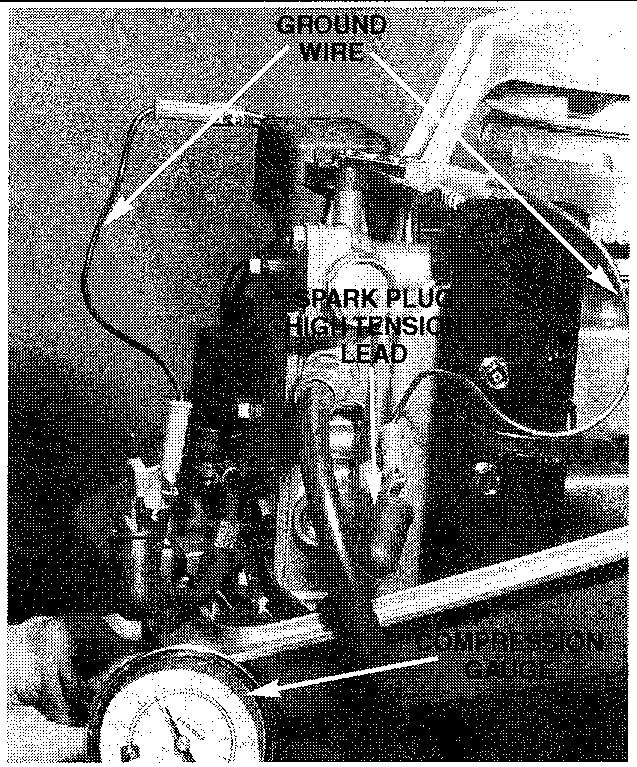 GROUND
WIRE
SPARK PLUG
HIGH TENSION
LEAD
COMPRESSION
GAUGE